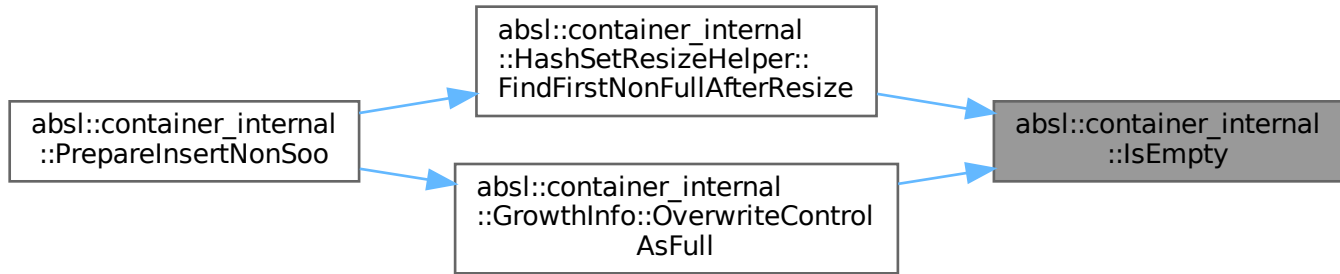 absl::container_internal
::PrepareInsertNonSoo
absl::container_internal
::HashSetResizeHelper::
FindFirstNonFullAfterResize
absl::container_internal
::GrowthInfo::OverwriteControl
AsFull
absl::container_internal
::IsEmpty